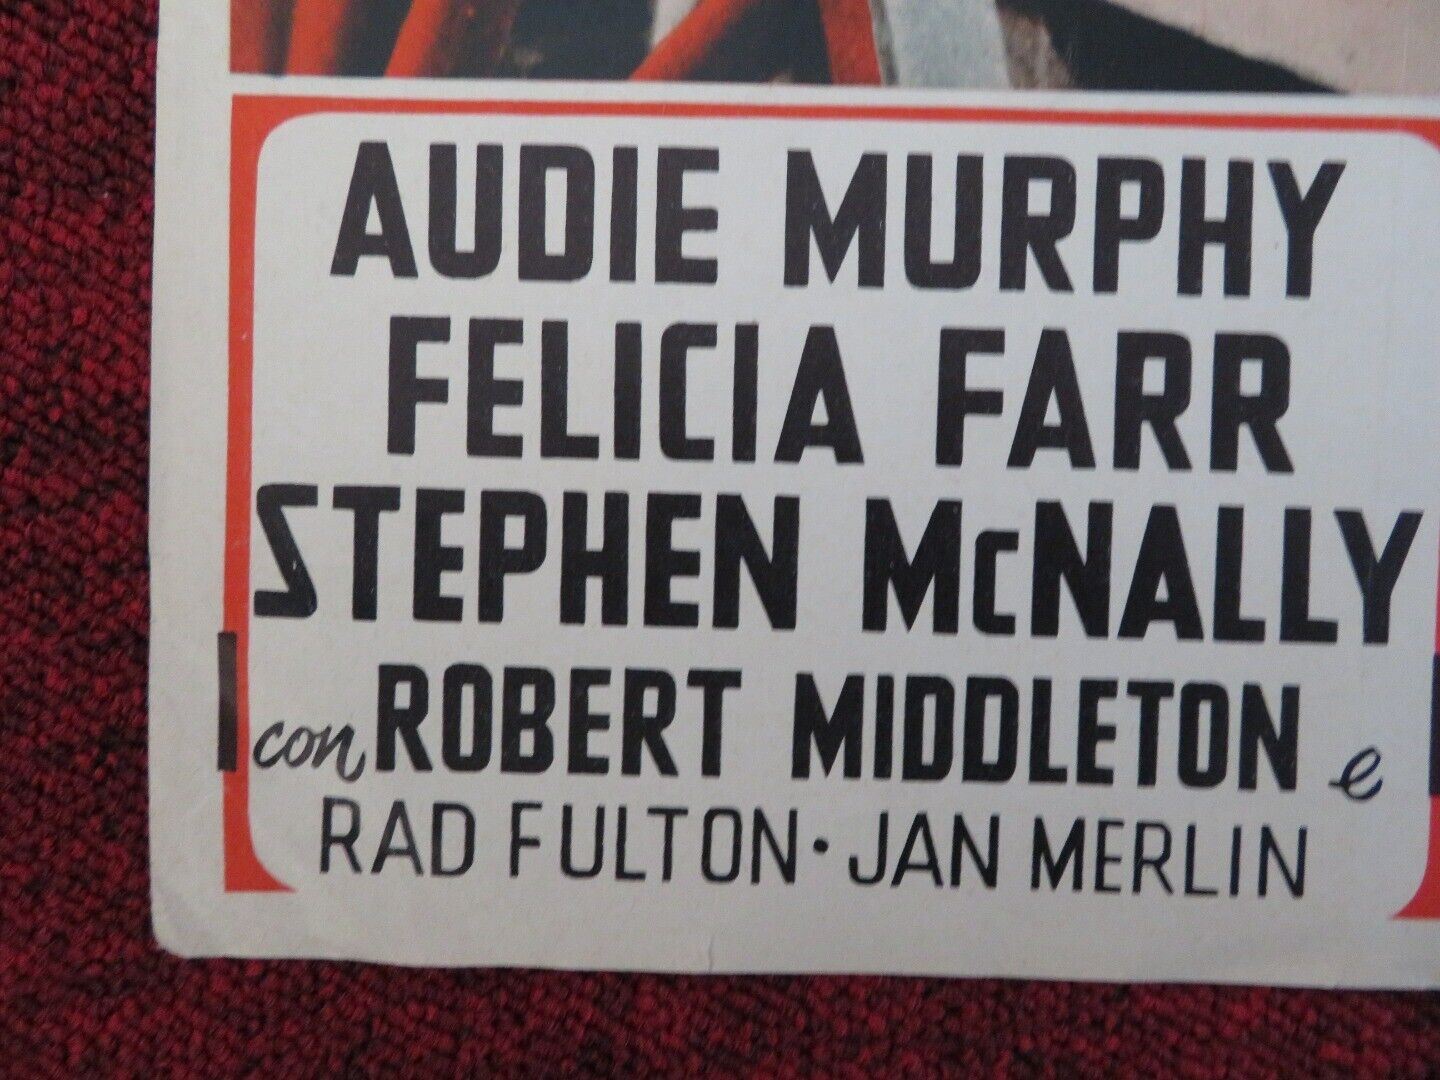 AUDIE MURPHY
FELICIA FARR
STEPHEN McNALLY
con ROBERT MIDDLETON e
RAD FULTON · JAN MERLIN